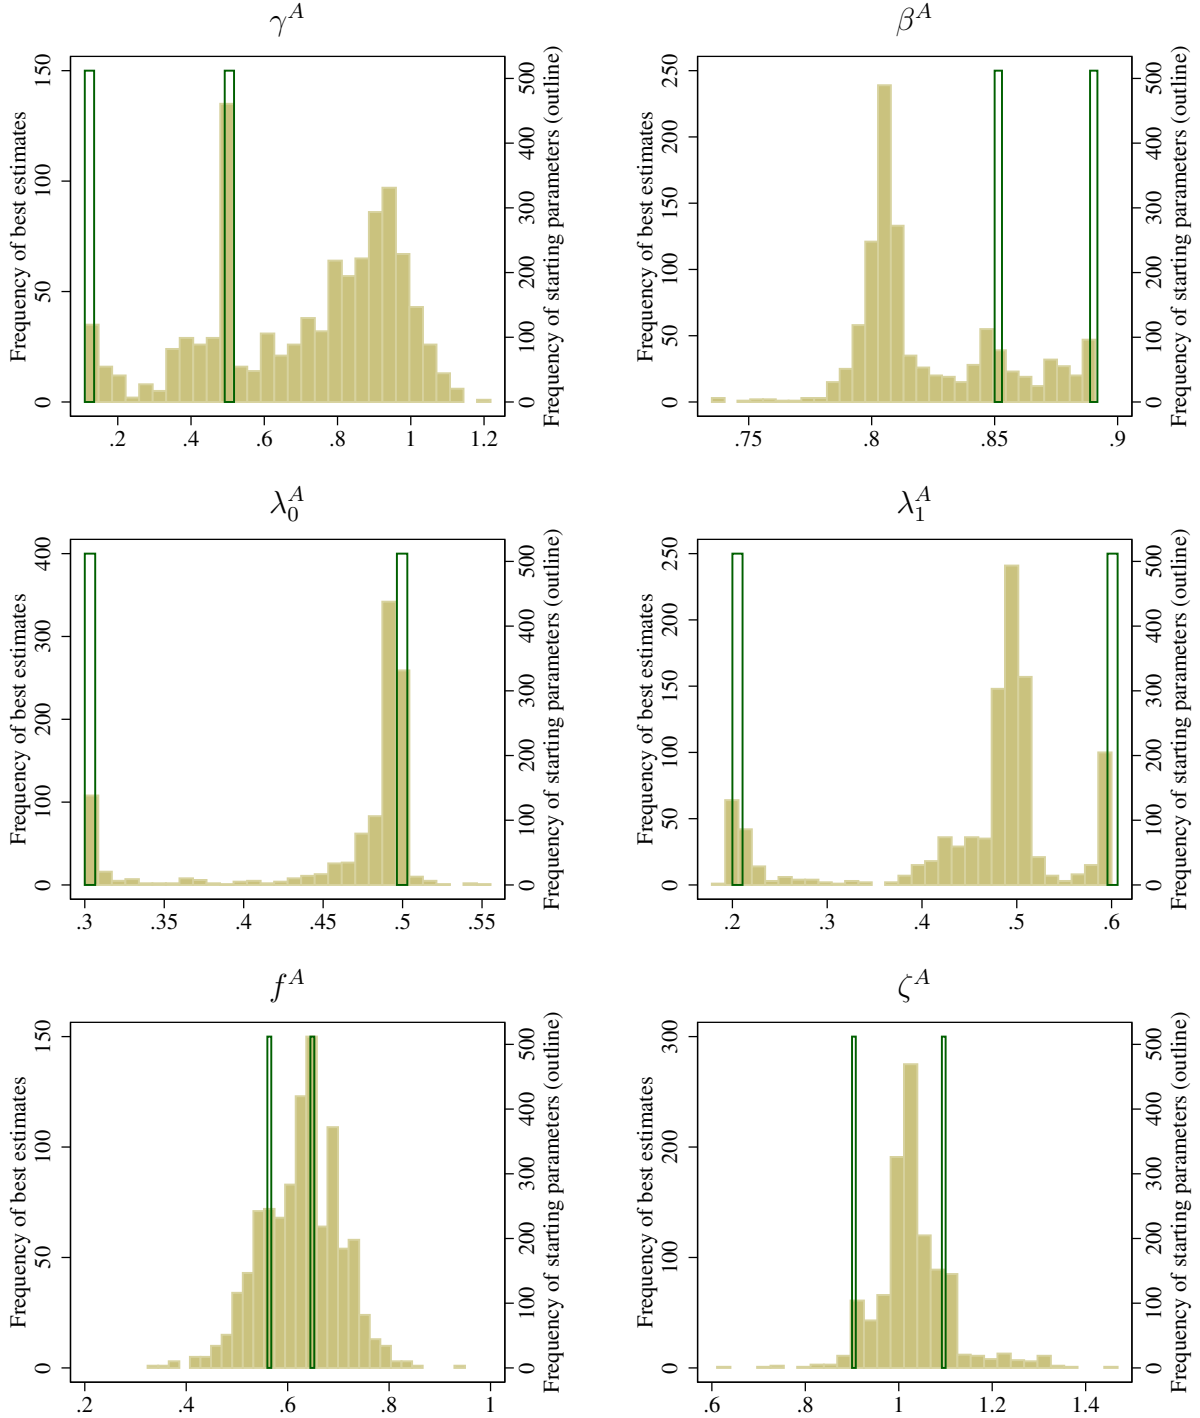 γ^A
Frequency of best estimates
150
100
50
0
500
400
300
200
100
0
Frequency of starting parameters (outline)
.2 .4 .6 .8 1 1.2
β^A
Frequency of best estimates
250
200
150
100
50
0
500
400
300
200
100
0
Frequency of starting parameters (outline)
.75 .8 .85 .9
λ_0^A
Frequency of best estimates
400
300
200
100
0
500
400
300
200
100
0
Frequency of starting parameters (outline)
.3 .35 .4 .45 .5 .55
λ_1^A
Frequency of best estimates
250
200
150
100
50
0
500
400
300
200
100
0
Frequency of starting parameters (outline)
.2 .3 .4 .5 .6
f^A
Frequency of best estimates
150
100
50
0
500
400
300
200
100
0
Frequency of starting parameters (outline)
.2 .4 .6 .8 1
ζ^A
Frequency of best estimates
300
200
100
0
500
400
300
200
100
0
Frequency of starting parameters (outline)
.6 .8 1 1.2 1.4